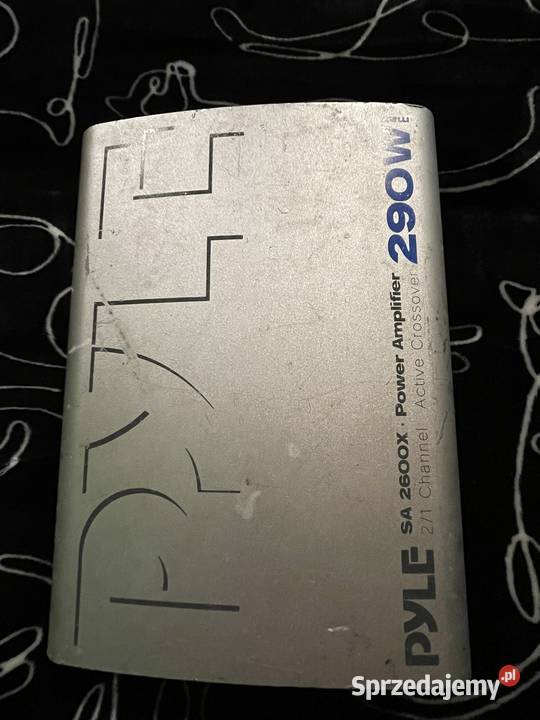 PYLE
PYLE SA 2600X · Power Amplifier 290W
2/1 Channel Active Crossover
Sprzedajemy.pl